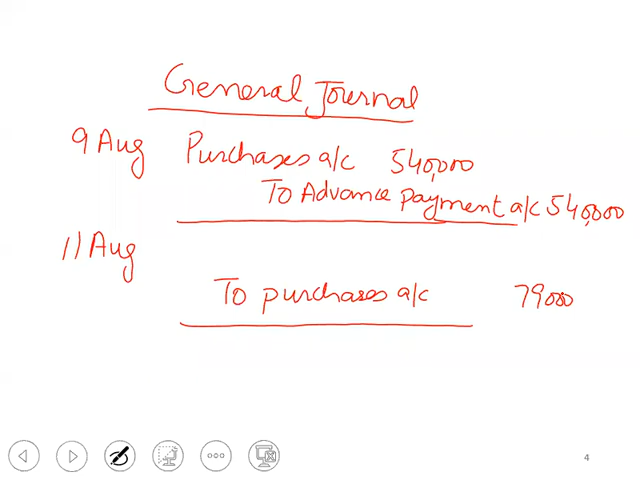 General Journal
9 Aug Purchases a/c 540,000
To Advance payment a/c 540,000
11 Aug
To purchases a/c 79000
4